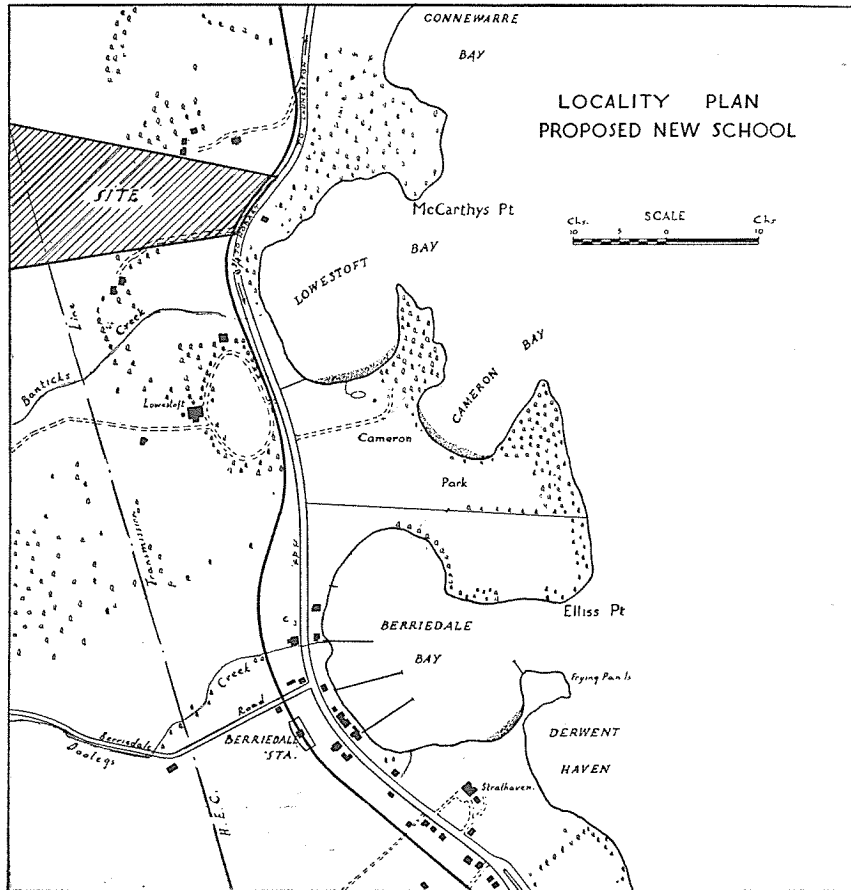 CONNEWARRE
BAY
LOCALITY PLAN
PROPOSED NEW SCHOOL
SITE
McCarthys Pt
Chs. SCALE Chs
10 5 0 10
LOWESTOFT BAY
Creek
Line
Lowestoft
CAMERON BAY
Cameron
Park
Transmission
Elliss Pt
BERRIEDALE
BAY
Creek
Road
Frying Pan Is
Berriedale
BERRIEDALE
STA.
DERWENT
HAVEN
Strathaven.
H.E.C.